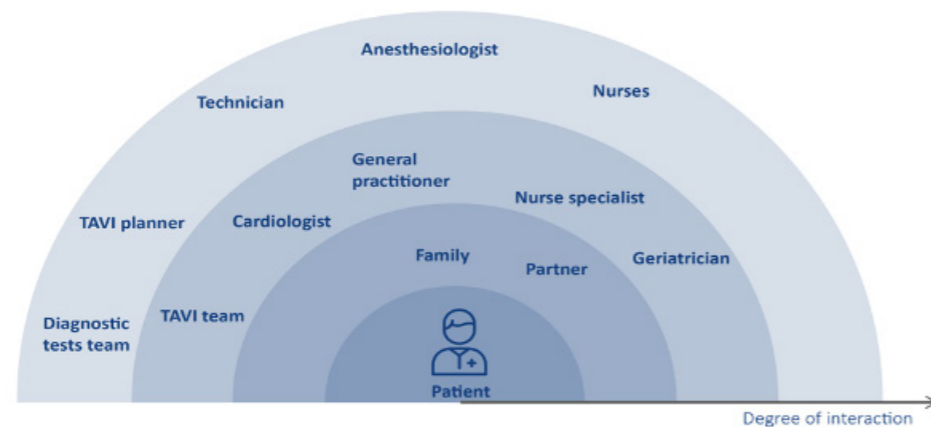 Anesthesiologist
Nurses
Technician
General
practitioner
Nurse specialist
TAVI planner
Cardiologist
Family
Partner
Geriatrician
TAVI team
Diagnostic
tests team
Patient
Degree of interaction